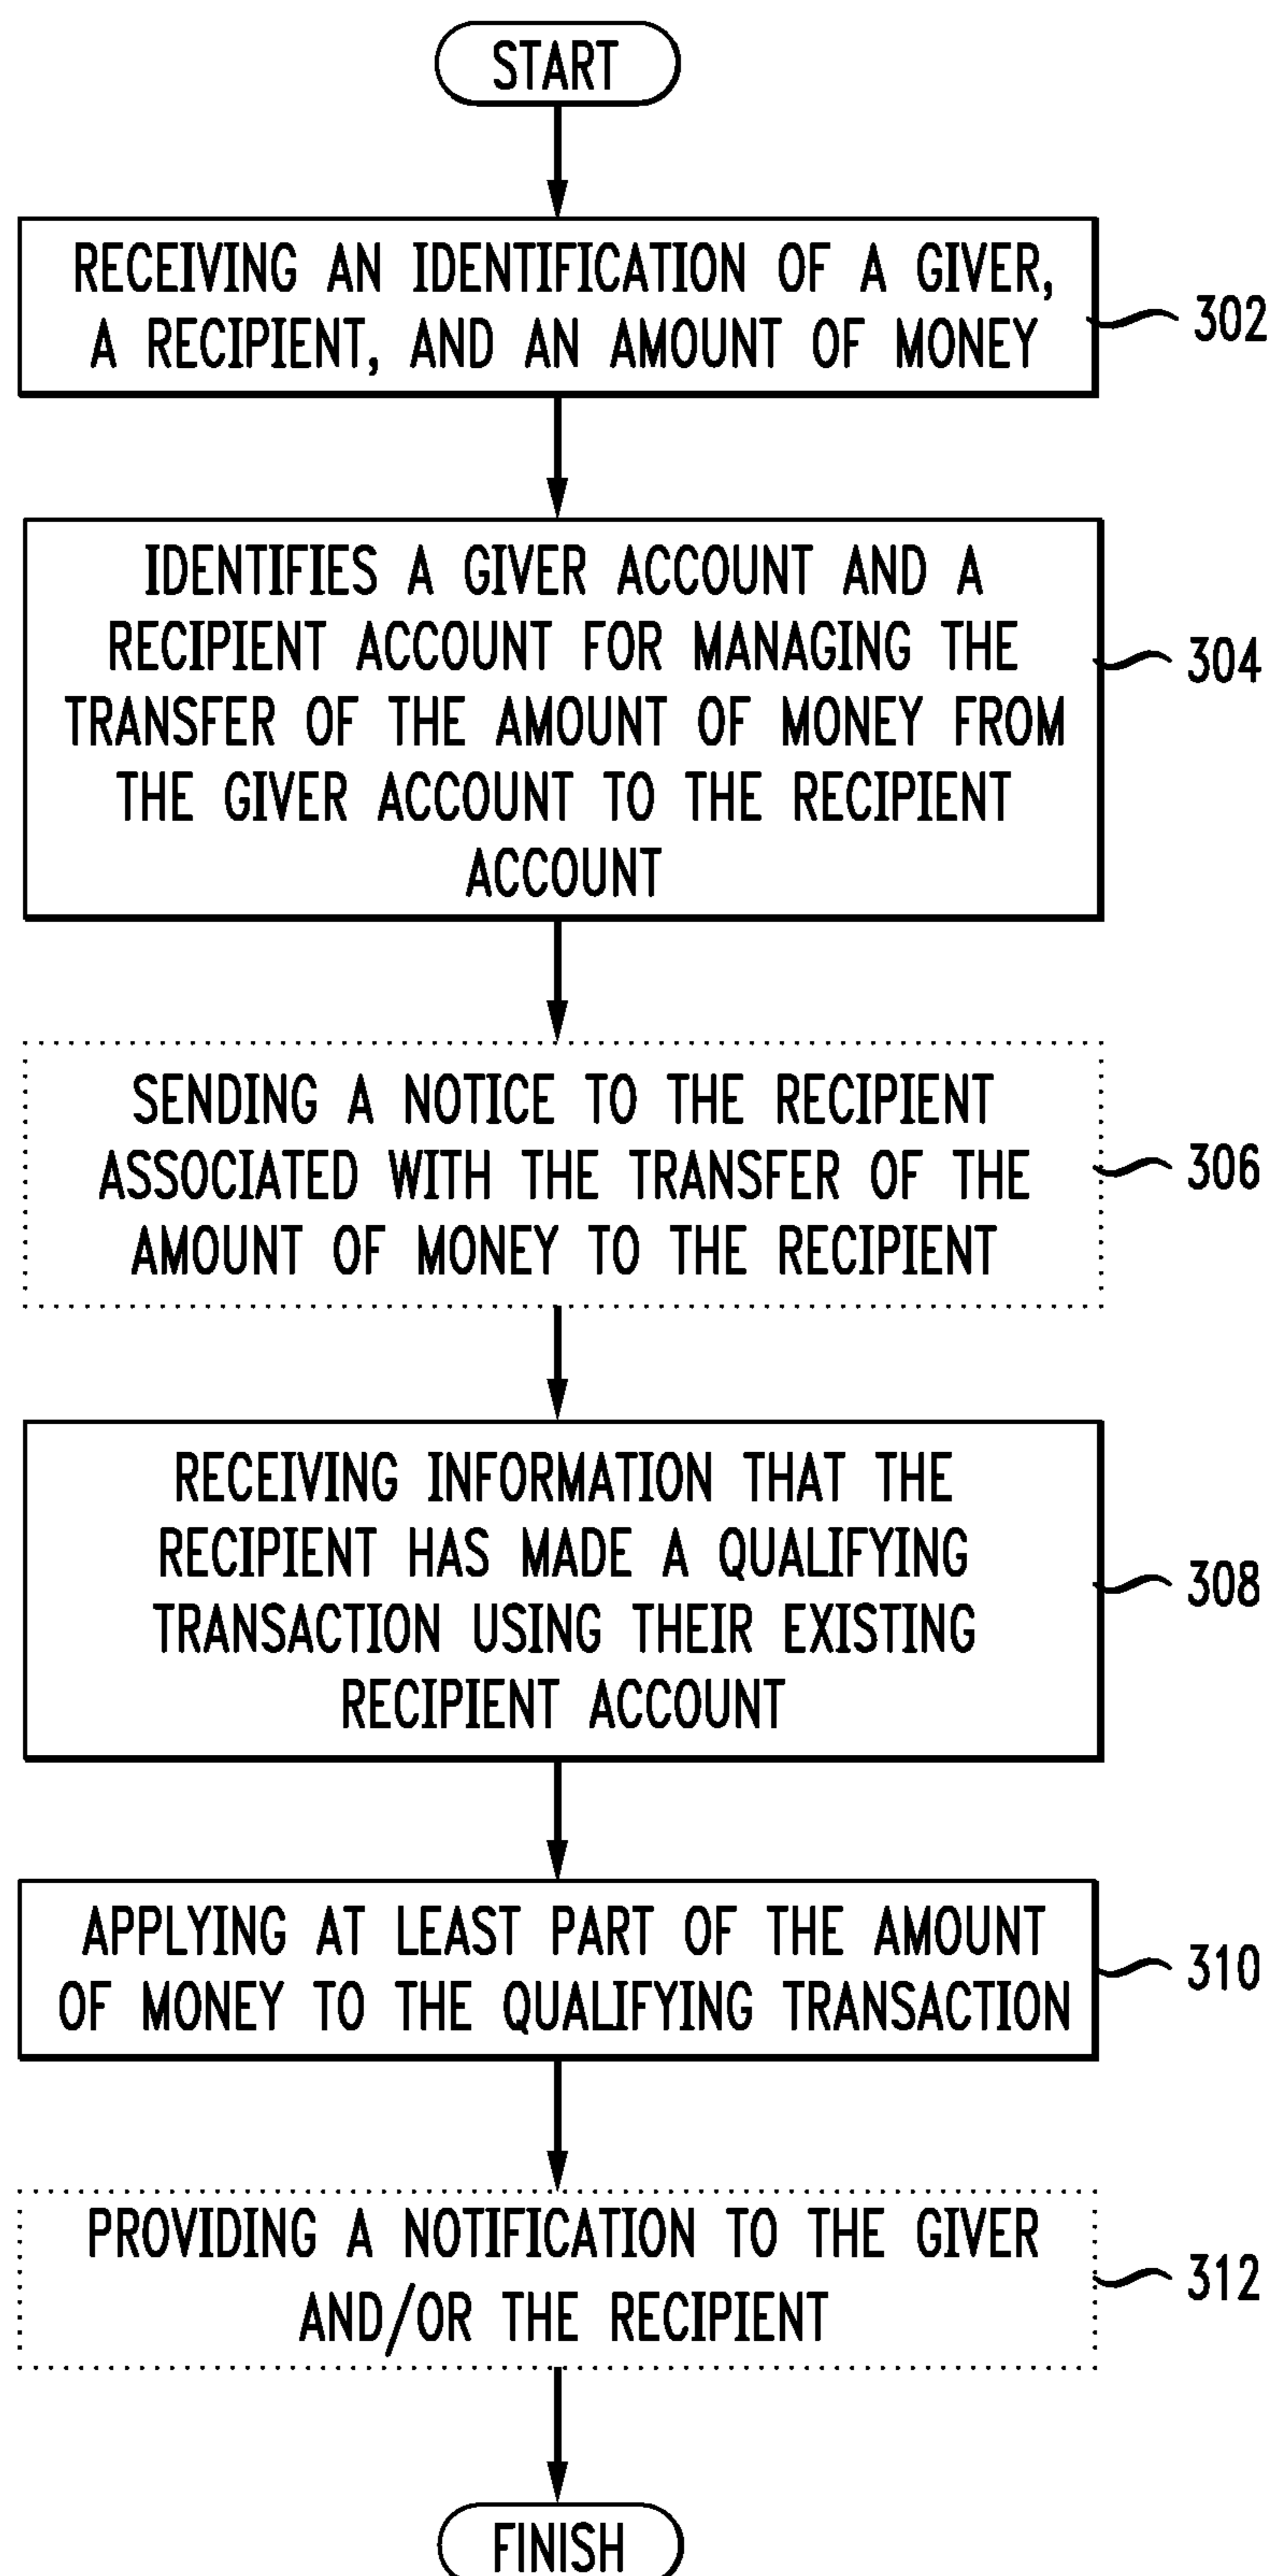 START
RECEIVING AN IDENTIFICATION OF A GIVER,
A RECIPIENT, AND AN AMOUNT OF MONEY
302
IDENTIFIES A GIVER ACCOUNT AND A
RECIPIENT ACCOUNT FOR MANAGING THE
TRANSFER OF THE AMOUNT OF MONEY FROM
THE GIVER ACCOUNT TO THE RECIPIENT
ACCOUNT
304
SENDING A NOTICE TO THE RECIPIENT
ASSOCIATED WITH THE TRANSFER OF THE
AMOUNT OF MONEY TO THE RECIPIENT
306
RECEIVING INFORMATION THAT THE
RECIPIENT HAS MADE A QUALIFYING
TRANSACTION USING THEIR EXISTING
RECIPIENT ACCOUNT
308
APPLYING AT LEAST PART OF THE AMOUNT
OF MONEY TO THE QUALIFYING TRANSACTION
310
PROVIDING A NOTIFICATION TO THE GIVER
AND/OR THE RECIPIENT
312
FINISH